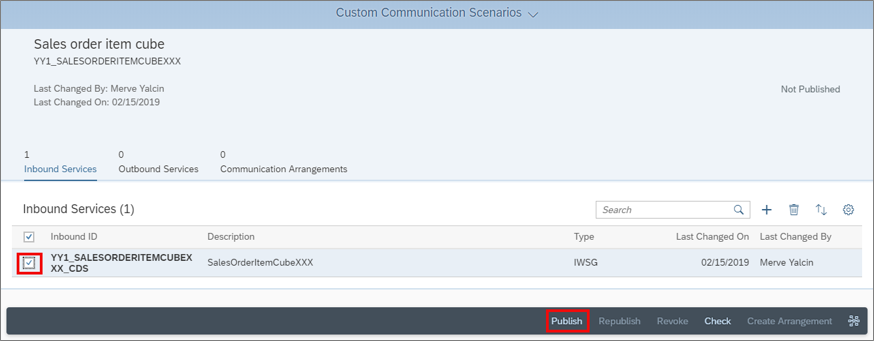 Custom Communication Scenarios
Sales order item cube
YY1_SALESORDERITEMCUBEXXX
Last Changed By: Merve Yalcin
Last Changed On: 02/15/2019
Not Published
1 0 0
Inbound Services Outbound Services Communication Arrangements
Inbound Services (1) Search
Inbound ID Description Type Last Changed On Last Changed By
YY1_SALESORDERITEMCUBEX
XX_CDS SalesOrderItemCubeXXX IWSG 02/15/2019 Merve Yalcin
Publish Republish Revoke Check Create Arrangement